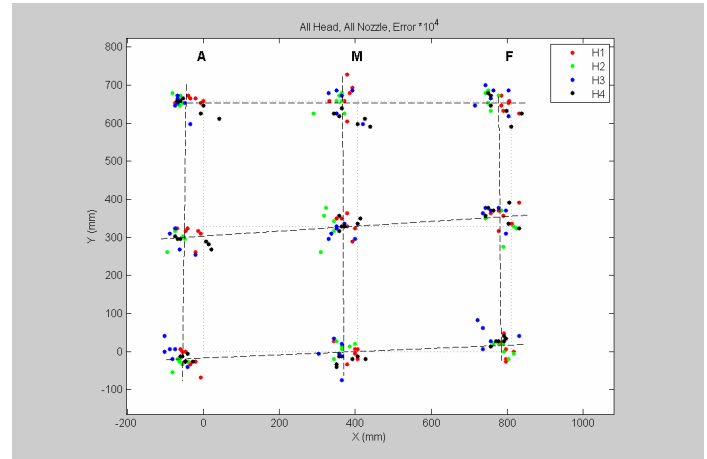 All Head, All Nozzle, Error *10^4
A M F
H1
H2
H3
H4
800
700
600
500
400
300
200
100
0
-100
Y (mm)
-200 0 200 400 600 800 1000
X (mm)